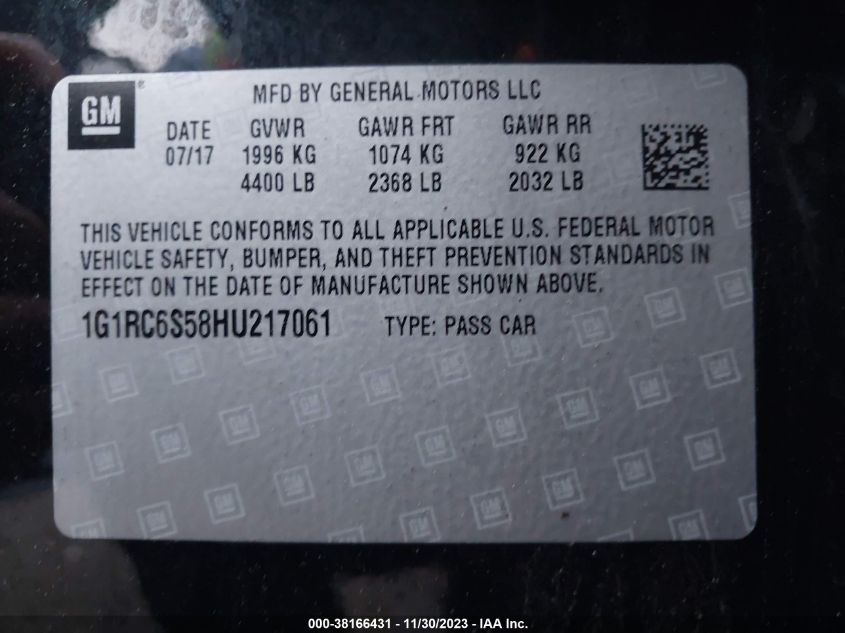 GM ® MFD BY GENERAL MOTORS LLC
DATE GVWR GAWR FRT GAWR RR
07/17 1996 KG 1074 KG 922 KG
4400 LB 2368 LB 2032 LB
THIS VEHICLE CONFORMS TO ALL APPLICABLE U.S. FEDERAL MOTOR
VEHICLE SAFETY, BUMPER, AND THEFT PREVENTION STANDARDS IN
EFFECT ON THE DATE OF MANUFACTURE SHOWN ABOVE.
1G1RC6S58HU217061 TYPE: PASS CAR
000-38166431 - 11/30/2023 - IAA Inc.